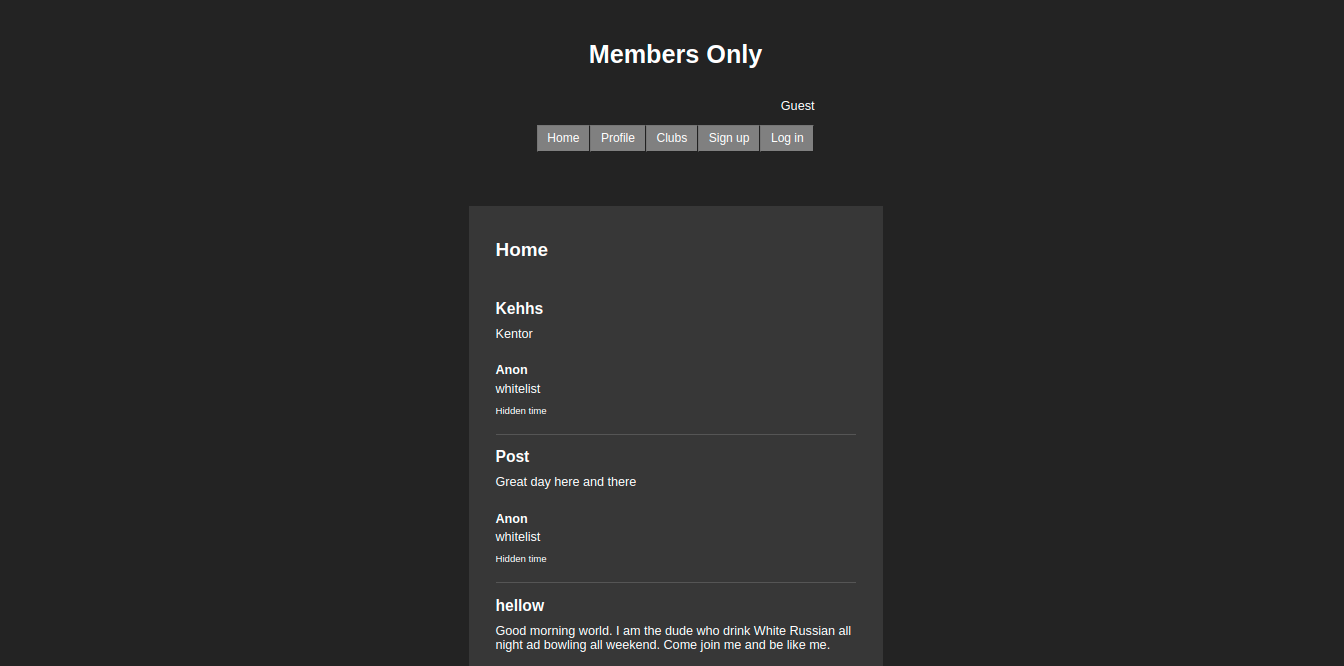 Members Only
Guest
Home Profile Clubs Sign up Log in
Home
Kehhs
Kentor
Anon
whitelist
Hidden time
Post
Great day here and there
Anon
whitelist
Hidden time
hellow
Good morning world. I am the dude who drink White Russian all
night ad bowling all weekend. Come join me and be like me.